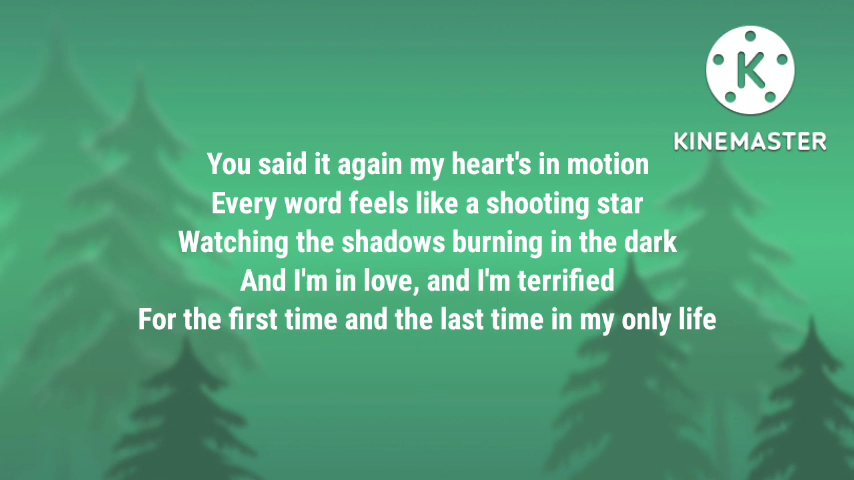 K
KINEMASTER
You said it again my heart's in motion
Every word feels like a shooting star
Watching the shadows burning in the dark
And I'm in love, and I'm terrified
For the first time and the last time in my only life